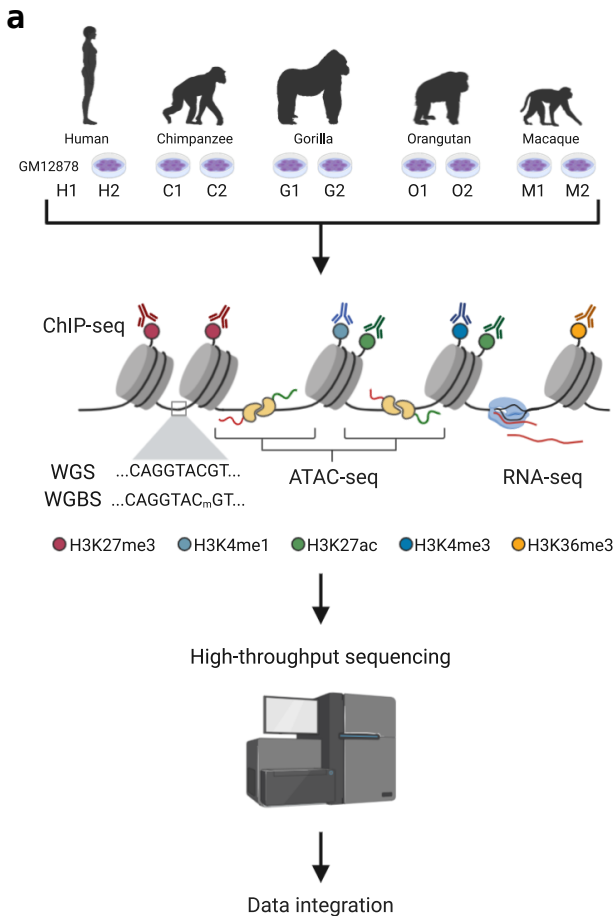 a
Human Chimpanzee Gorilla Orangutan Macaque
GM12878
H1 H2 C1 C2 G1 G2 O1 O2 M1 M2
ChIP-seq
WGS ...CAGGTACGT...
WGBS ...CAGGTACmGT...
ATAC-seq
RNA-seq
H3K27me3 H3K4me1 H3K27ac H3K4me3 H3K36me3
High-throughput sequencing
Data integration